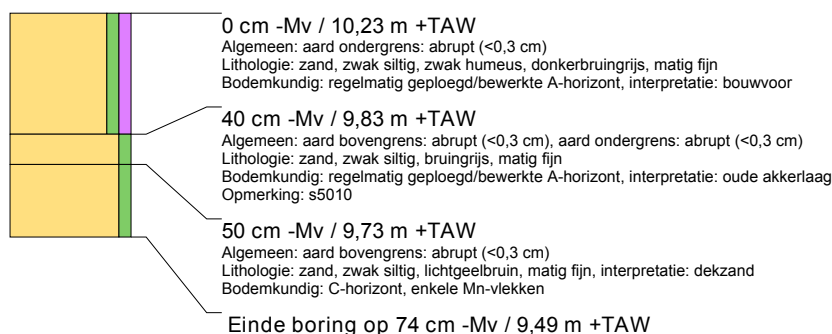 0 cm -Mv / 10,23 m +TAW
Algemeen: aard ondergrens: abrupt (<0,3 cm)
Lithologie: zand, zwak siltig, zwak humeus, donkerbruingrijs, matig fijn
Bodemkundig: regelmatig geploegd/bewerkte A-horizont, interpretatie: bouwvoor
40 cm -Mv / 9,83 m +TAW
Algemeen: aard bovengrens: abrupt (<0,3 cm), aard ondergrens: abrupt (<0,3 cm)
Lithologie: zand, zwak siltig, bruingrijs, matig fijn
Bodemkundig: regelmatig geploegd/bewerkte A-horizont, interpretatie: oude akkerlaag
Opmerking: s5010
50 cm -Mv / 9,73 m +TAW
Algemeen: aard bovengrens: abrupt (<0,3 cm)
Lithologie: zand, zwak siltig, lichtgeelbruin, matig fijn, interpretatie: dekzand
Bodemkundig: C-horizont, enkele Mn-vlekken
Einde boring op 74 cm -Mv / 9,49 m +TAW